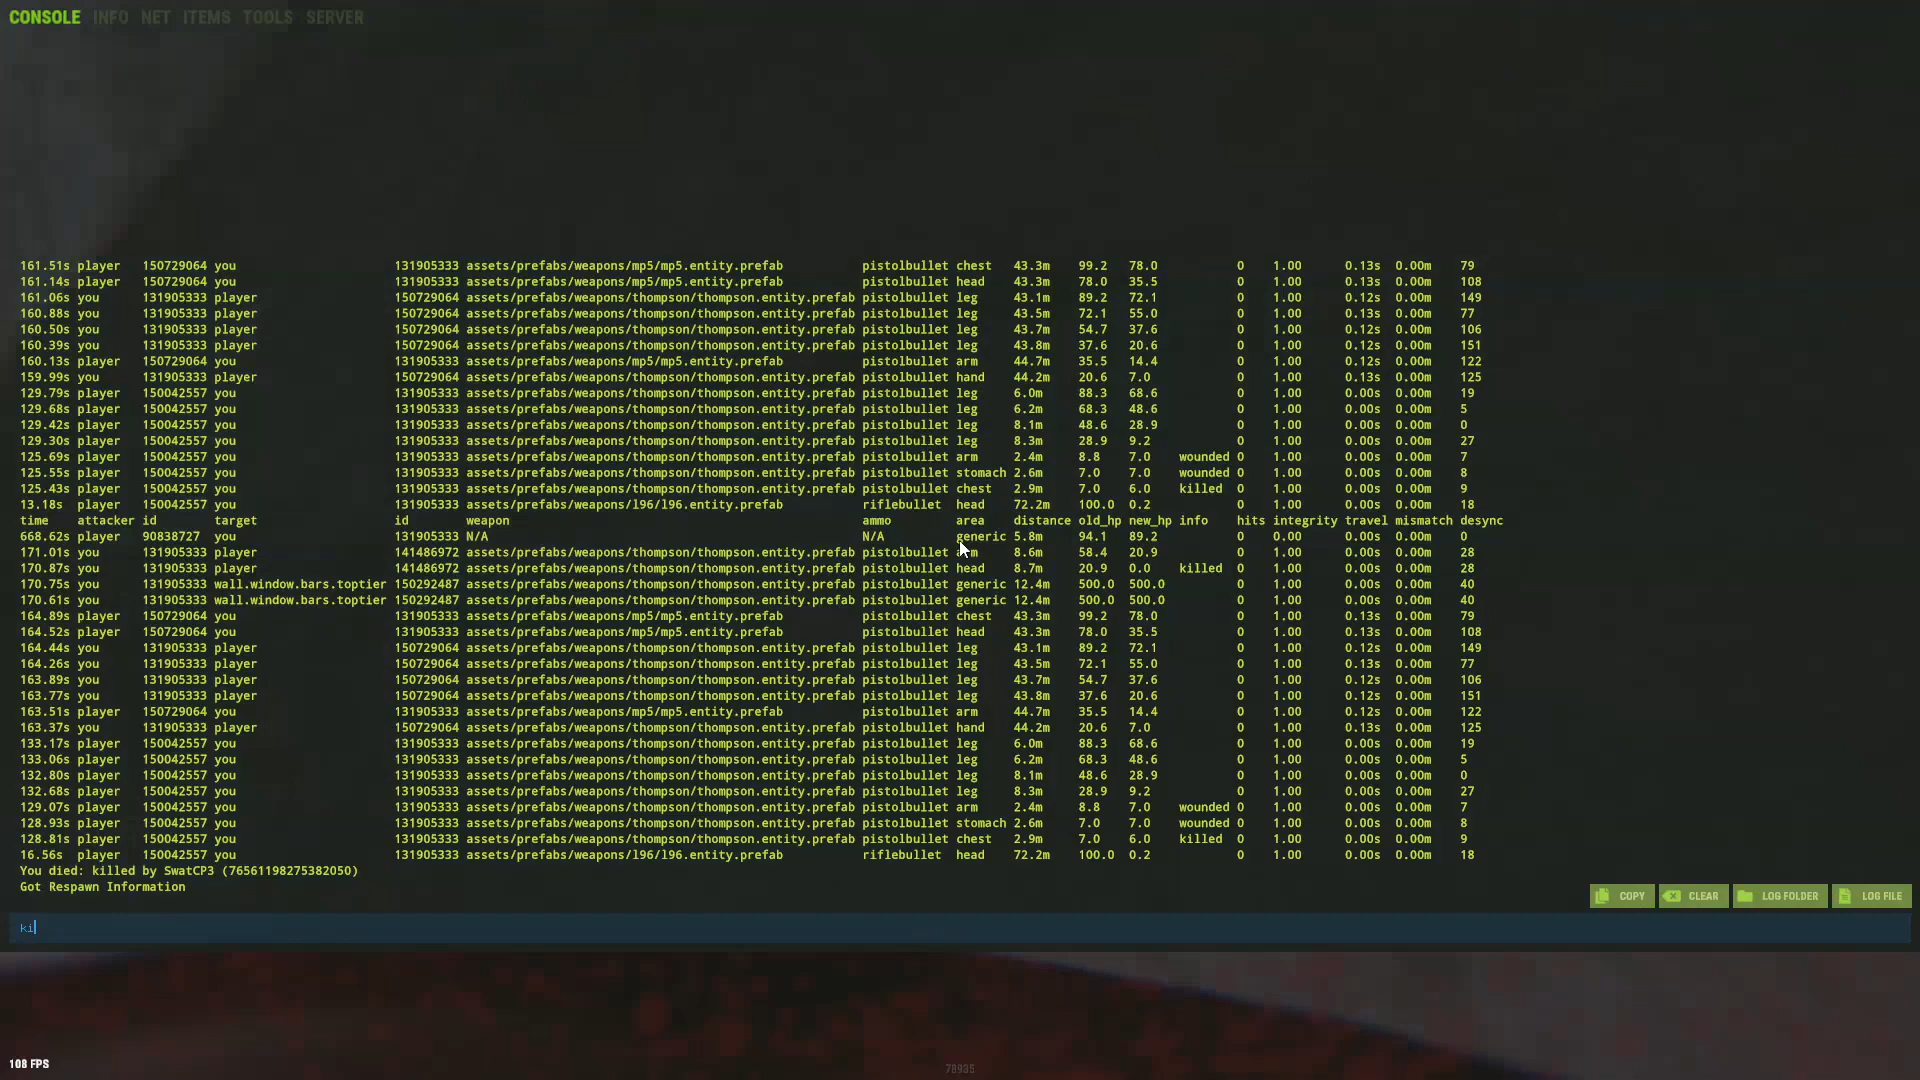 CONSOLE INFO NET ITEMS TOOLS SERVER
161.51s player 150729064 you 131905333 assets/prefabs/weapons/mp5/mp5.entity.prefab pistolbullet chest 43.3m 99.2 78.0 0 1.00 0.13s 0.00m 79
161.14s player 150729064 you 131905333 assets/prefabs/weapons/mp5/mp5.entity.prefab pistolbullet head 43.3m 78.0 35.5 0 1.00 0.13s 0.00m 108
161.06s you 131905333 player 150729064 assets/prefabs/weapons/thompson/thompson.entity.prefab pistolbullet leg 43.1m 89.2 72.1 0 1.00 0.12s 0.00m 149
160.88s you 131905333 player 150729064 assets/prefabs/weapons/thompson/thompson.entity.prefab pistolbullet leg 43.5m 72.1 55.0 0 1.00 0.13s 0.00m 77
160.50s you 131905333 player 150729064 assets/prefabs/weapons/thompson/thompson.entity.prefab pistolbullet leg 43.7m 54.7 37.6 0 1.00 0.12s 0.00m 106
160.39s you 131905333 player 150729064 assets/prefabs/weapons/thompson/thompson.entity.prefab pistolbullet leg 43.8m 37.6 20.6 0 1.00 0.12s 0.00m 151
160.13s player 150729064 you 131905333 assets/prefabs/weapons/mp5/mp5.entity.prefab pistolbullet arm 44.7m 35.5 14.4 0 1.00 0.12s 0.00m 122
159.99s you 131905333 player 150729064 assets/prefabs/weapons/thompson/thompson.entity.prefab pistolbullet hand 44.2m 20.6 7.0 0 1.00 0.13s 0.00m 125
129.79s player 150042557 you 131905333 assets/prefabs/weapons/thompson/thompson.entity.prefab pistolbullet leg 6.0m 88.3 68.6 0 1.00 0.00s 0.00m 19
129.68s player 150042557 you 131905333 assets/prefabs/weapons/thompson/thompson.entity.prefab pistolbullet leg 6.2m 68.3 48.6 0 1.00 0.00s 0.00m 5
129.42s player 150042557 you 131905333 assets/prefabs/weapons/thompson/thompson.entity.prefab pistolbullet leg 8.1m 48.6 28.9 0 1.00 0.00s 0.00m 0
129.30s player 150042557 you 131905333 assets/prefabs/weapons/thompson/thompson.entity.prefab pistolbullet leg 8.3m 28.9 9.2 0 1.00 0.00s 0.00m 27
125.69s player 150042557 you 131905333 assets/prefabs/weapons/thompson/thompson.entity.prefab pistolbullet arm 2.4m 8.8 7.0 wounded 0 1.00 0.00s 0.00m 7
125.55s player 150042557 you 131905333 assets/prefabs/weapons/thompson/thompson.entity.prefab pistolbullet stomach 2.6m 7.0 7.0 wounded 0 1.00 0.00s 0.00m 8
125.43s player 150042557 you 131905333 assets/prefabs/weapons/thompson/thompson.entity.prefab pistolbullet chest 2.9m 7.0 6.0 killed 0 1.00 0.00s 0.00m 9
13.18s player 150042557 you 131905333 assets/prefabs/weapons/l96/l96.entity.prefab riflebullet head 72.2m 100.0 0.2 0 1.00 0.00s 0.00m 18
time attacker id target id weapon ammo area distance old_hp new_hp info hits integrity travel mismatch desync
668.62s player 90838727 you 131905333 N/A N/A generic 5.8m 94.1 89.2 0 0.00 0.00s 0.00m 0
171.01s you 131905333 player 141486972 assets/prefabs/weapons/thompson/thompson.entity.prefab pistolbullet arm 8.6m 58.4 20.9 0 1.00 0.00s 0.00m 28
170.87s you 131905333 player 141486972 assets/prefabs/weapons/thompson/thompson.entity.prefab pistolbullet head 8.7m 20.9 0.0 killed 0 1.00 0.00s 0.00m 28
170.75s you 131905333 wall.window.bars.toptier 150292487 assets/prefabs/weapons/thompson/thompson.entity.prefab pistolbullet generic 12.4m 500.0 500.0 0 1.00 0.00s 0.00m 40
170.61s you 131905333 wall.window.bars.toptier 150292487 assets/prefabs/weapons/thompson/thompson.entity.prefab pistolbullet generic 12.4m 500.0 500.0 0 1.00 0.00s 0.00m 40
164.89s player 150729064 you 131905333 assets/prefabs/weapons/mp5/mp5.entity.prefab pistolbullet chest 43.3m 99.2 78.0 0 1.00 0.13s 0.00m 79
164.52s player 150729064 you 131905333 assets/prefabs/weapons/mp5/mp5.entity.prefab pistolbullet head 43.3m 78.0 35.5 0 1.00 0.13s 0.00m 108
164.44s you 131905333 player 150729064 assets/prefabs/weapons/thompson/thompson.entity.prefab pistolbullet leg 43.1m 89.2 72.1 0 1.00 0.12s 0.00m 149
164.26s you 131905333 player 150729064 assets/prefabs/weapons/thompson/thompson.entity.prefab pistolbullet leg 43.5m 72.1 55.0 0 1.00 0.13s 0.00m 77
163.89s you 131905333 player 150729064 assets/prefabs/weapons/thompson/thompson.entity.prefab pistolbullet leg 43.7m 54.7 37.6 0 1.00 0.12s 0.00m 106
163.77s you 131905333 player 150729064 assets/prefabs/weapons/thompson/thompson.entity.prefab pistolbullet leg 43.8m 37.6 20.6 0 1.00 0.12s 0.00m 151
163.51s player 150729064 you 131905333 assets/prefabs/weapons/mp5/mp5.entity.prefab pistolbullet arm 44.7m 35.5 14.4 0 1.00 0.12s 0.00m 122
163.37s you 131905333 player 150729064 assets/prefabs/weapons/thompson/thompson.entity.prefab pistolbullet hand 44.2m 20.6 7.0 0 1.00 0.13s 0.00m 125
133.17s player 150042557 you 131905333 assets/prefabs/weapons/thompson/thompson.entity.prefab pistolbullet leg 6.0m 88.3 68.6 0 1.00 0.00s 0.00m 19
133.06s player 150042557 you 131905333 assets/prefabs/weapons/thompson/thompson.entity.prefab pistolbullet leg 6.2m 68.3 48.6 0 1.00 0.00s 0.00m 5
132.80s player 150042557 you 131905333 assets/prefabs/weapons/thompson/thompson.entity.prefab pistolbullet leg 8.1m 48.6 28.9 0 1.00 0.00s 0.00m 0
132.68s player 150042557 you 131905333 assets/prefabs/weapons/thompson/thompson.entity.prefab pistolbullet leg 8.3m 28.9 9.2 0 1.00 0.00s 0.00m 27
129.07s player 150042557 you 131905333 assets/prefabs/weapons/thompson/thompson.entity.prefab pistolbullet arm 2.4m 8.8 7.0 wounded 0 1.00 0.00s 0.00m 7
128.93s player 150042557 you 131905333 assets/prefabs/weapons/thompson/thompson.entity.prefab pistolbullet stomach 2.6m 7.0 7.0 wounded 0 1.00 0.00s 0.00m 8
128.81s player 150042557 you 131905333 assets/prefabs/weapons/thompson/thompson.entity.prefab pistolbullet chest 2.9m 7.0 6.0 killed 0 1.00 0.00s 0.00m 9
16.56s player 150042557 you 131905333 assets/prefabs/weapons/l96/l96.entity.prefab riflebullet head 72.2m 100.0 0.2 0 1.00 0.00s 0.00m 18
You died: killed by SwatCP3 (76561198275382050)
Got Respawn Information
COPY CLEAR LOG FOLDER LOG FILE
ki
108 FPS
78935